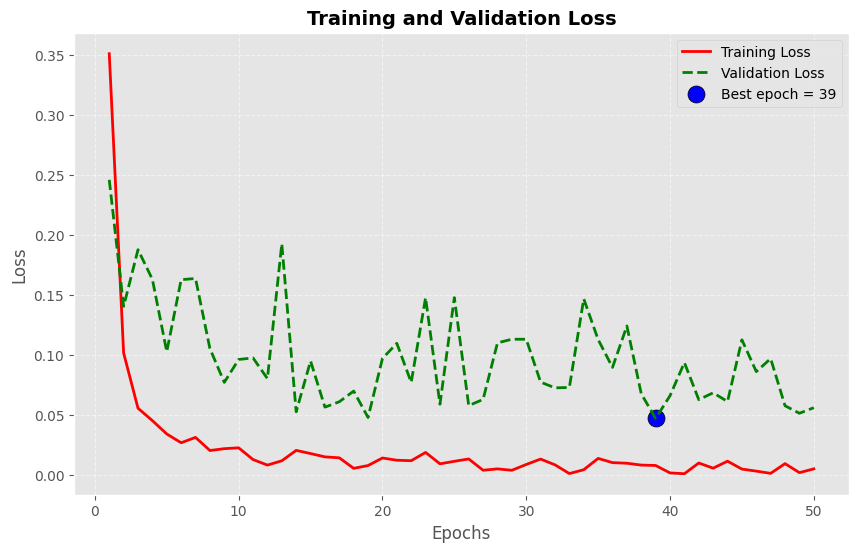 Training and Validation Loss
Training Loss
Validation Loss
Best epoch = 39
Loss
0.35
0.30
0.25
0.20
0.15
0.10
0.05
0.00
0 10 20 30 40 50
Epochs